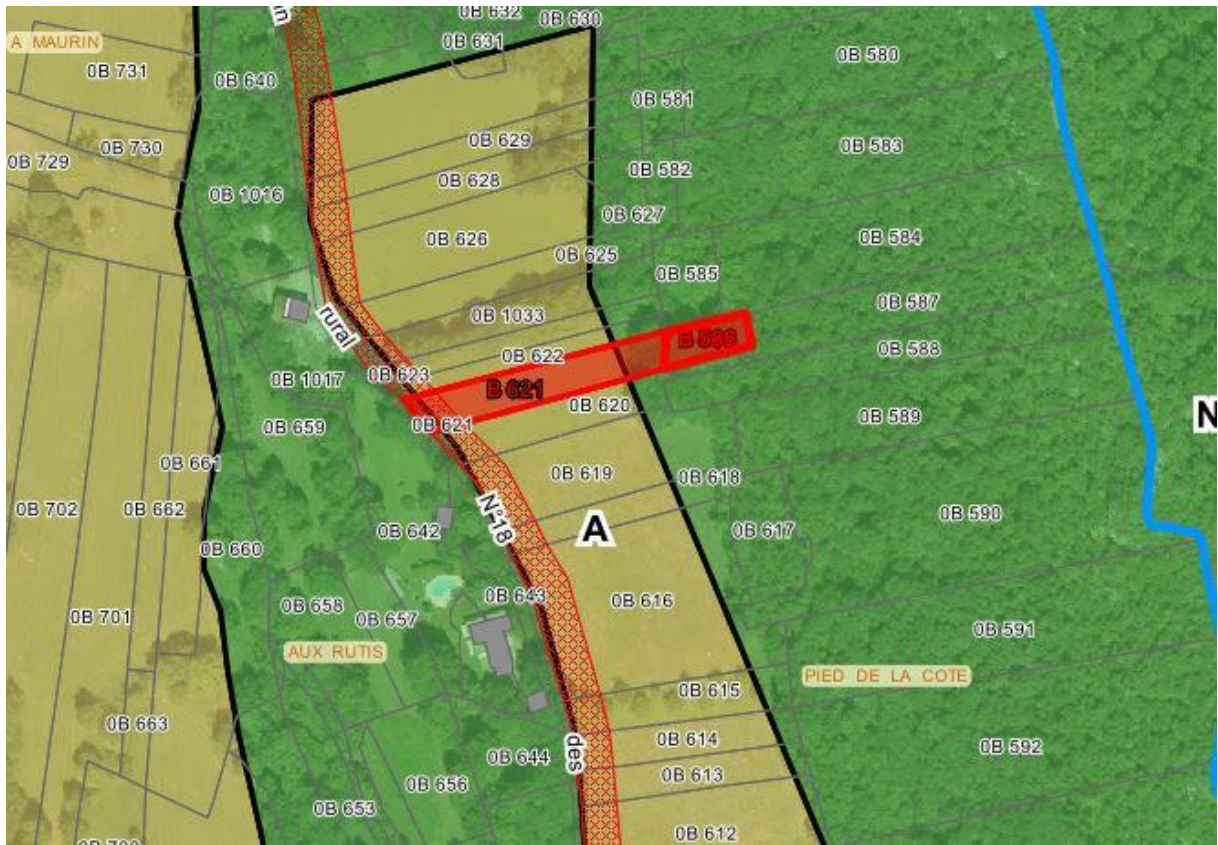 0B 632
0B 630
A MAURIN
0B 631
0B 580
0B 731
0B 640
0B 581
0B 629
0B 730
0B 583
0B 729
0B 582
0B 628
0B 1016
0B 627
0B 626
0B 584
0B 625
0B 585
0B 587
rural
0B 1033
B 586
0B 588
0B 622
0B 623
0B 1017
B 621
0B 620
0B 589
N
0B 621
0B 659
0B 661
0B 619
0B 618
0B 702
0B 662
0B 590
N°18
A
0B 642
0B 617
0B 660
0B 643
0B 658
0B 616
0B 657
0B 701
0B 591
AUX RUTIS
PIED DE LA COTE
0B 615
0B 663
0B 614
des
0B 592
0B 644
0B 613
0B 656
0B 653
0B 612